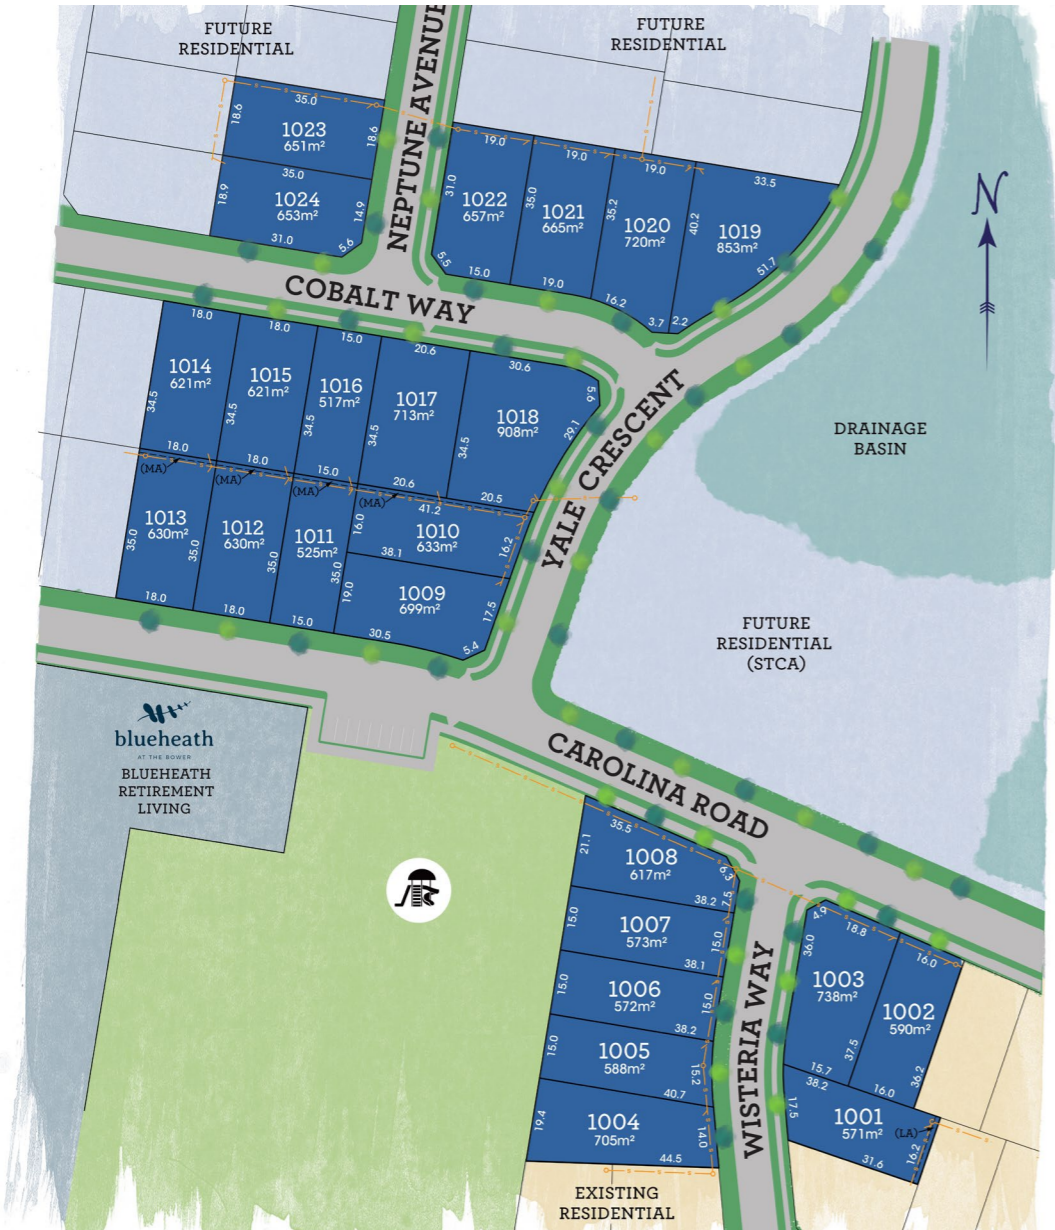 FUTURE
RESIDENTIAL
FUTURE
RESIDENTIAL
NEPTUNE AVENUE
35.0
18.6
1023
651m²
18.6
35.0
18.9
1024
653m²
14.9
31.0
5.6
19.0
31.0
1022
657m²
5.5
15.0
19.0
35.0
1021
665m²
19.0
19.0
35.2
1020
720m²
16.2
3.7
33.5
40.2
1019
853m²
51.7
2.2
N
COBALT WAY
18.0
1014
621m²
34.5
18.0
18.0
1015
621m²
34.5
18.0
15.0
1016
517m²
34.5
15.0
20.6
1017
713m²
34.5
20.6
30.6
1018
908m²
34.5
5.6
29.1
20.5
YALE CRESCENT
DRAINAGE
BASIN
(MA)
(MA)
(MA)
(MA)
1013
630m²
35.0
18.0
1012
630m²
35.0
18.0
1011
525m²
35.0
35.0
15.0
41.2
16.0
1010
633m²
16.2
38.1
1009
699m²
19.0
17.5
30.5
5.4
FUTURE
RESIDENTIAL
(STCA)
blueheath
AT THE BOWER
BLUEHEATH
RETIREMENT
LIVING
CAROLINA ROAD
35.5
21.1
1008
617m²
6.3
7.5
38.2
15.0
1007
573m²
15.0
38.1
15.0
1006
572m²
15.0
38.2
15.0
1005
588m²
15.2
40.7
19.4
1004
705m²
14.0
44.5
WISTERIA WAY
4.9
18.8
36.0
1003
738m²
37.5
15.7
16.0
1002
590m²
36.2
16.0
38.2
17.5
1001
571m²
(LA)
16.2
31.6
EXISTING
RESIDENTIAL